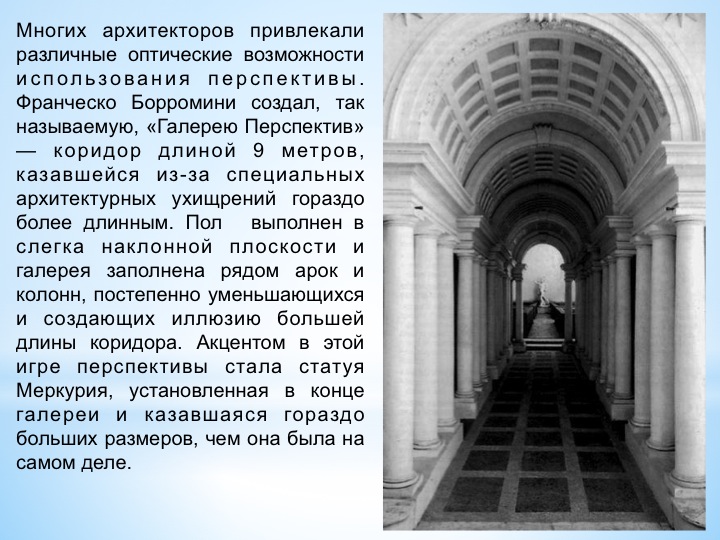 Многих архитекторов привлекали
различные оптические возможности
использования перспективы.
Франческо Борромини создал, так
называемую, «Галерею Перспектив»
— коридор длиной 9 метров,
казавшейся из-за специальных
архитектурных ухищрений гораздо
более длинным. Пол выполнен в
слегка наклонной плоскости и
галерея заполнена рядом арок и
колонн, постепенно уменьшающихся
и создающих иллюзию большей
длины коридора. Акцентом в этой
игре перспективы стала статуя
Меркурия, установленная в конце
галереи и казавшаяся гораздо
больших размеров, чем она была на
самом деле.